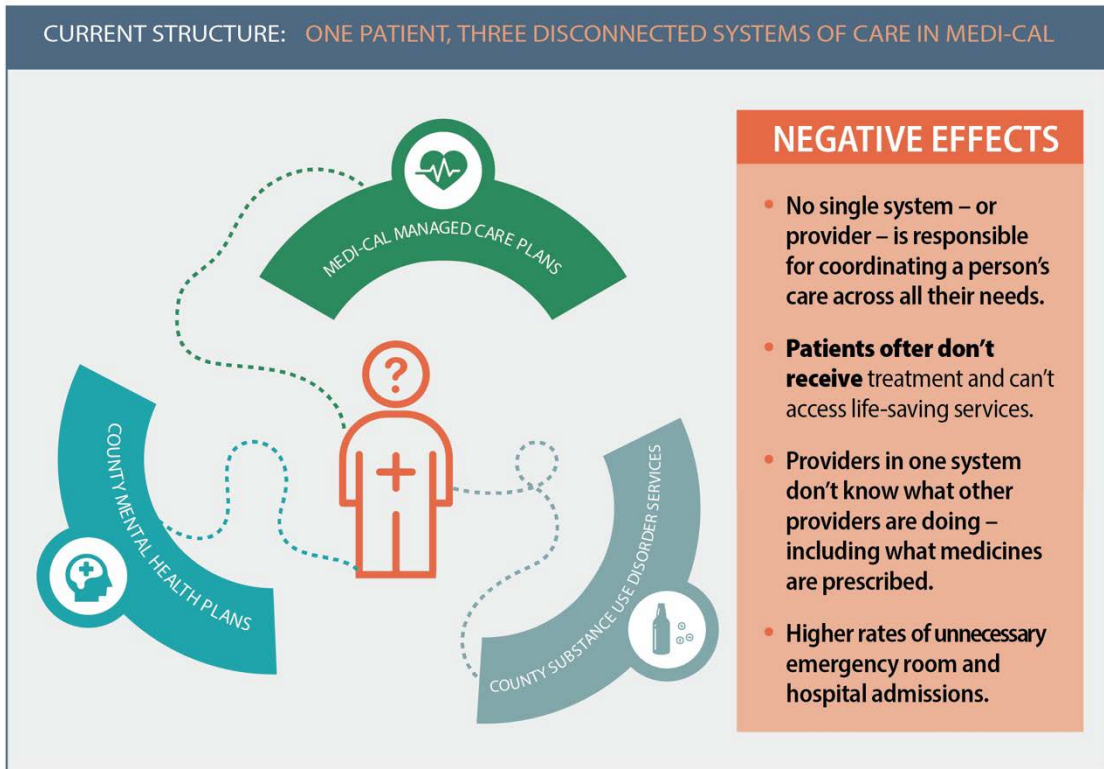 CURRENT STRUCTURE: ONE PATIENT, THREE DISCONNECTED SYSTEMS OF CARE IN MEDI-CAL
MEDI-CAL MANAGED CARE PLANS
COUNTY MENTAL HEALTH PLANS
?
COUNTY SUBSTANCE USE DISORDER SERVICES
NEGATIVE EFFECTS
• No single system – or
provider – is responsible
for coordinating a person's
care across all their needs.
• Patients ofter don't
receive treatment and can't
access life-saving services.
• Providers in one system
don't know what other
providers are doing –
including what medicines
are prescribed.
• Higher rates of unnecessary
emergency room and
hospital admissions.